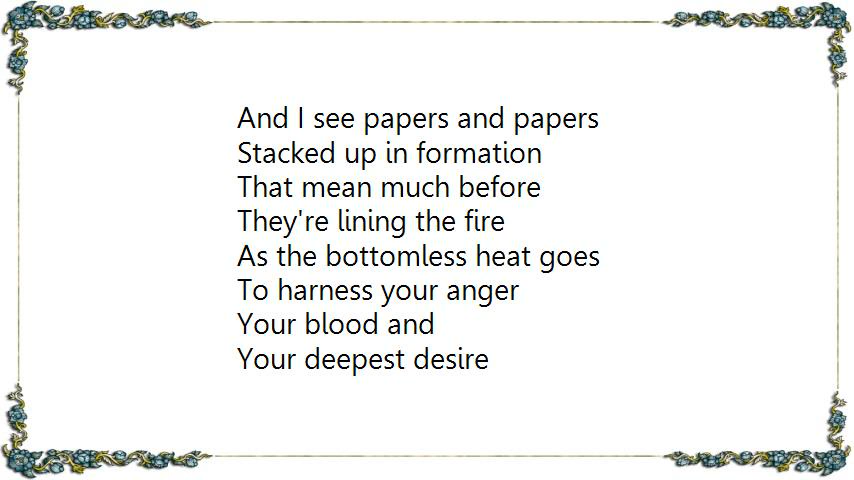 And I see papers and papers
Stacked up in formation
That mean much before
They're lining the fire
As the bottomless heat goes
To harness your anger
Your blood and
Your deepest desire